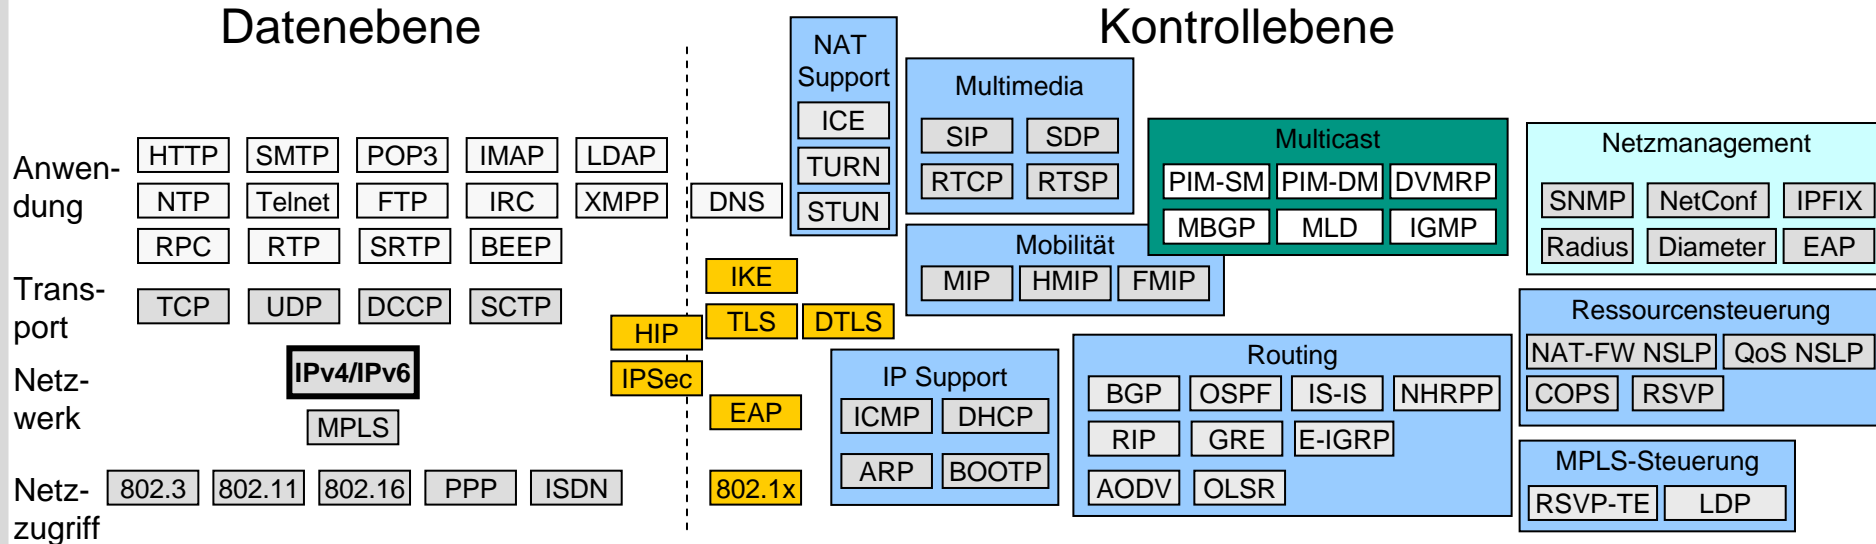 Datenebene
Kontrollebene
Anwen-
dung
HTTP SMTP POP3 IMAP LDAP
NTP Telnet FTP IRC XMPP DNS
RPC RTP SRTP BEEP
Trans-
port
TCP UDP DCCP SCTP
Netz-
werk
IPv4/IPv6
MPLS
Netz-
zugriff
802.3 802.11 802.16 PPP ISDN
IKE
TLS DTLS
HIP
IPSec
EAP
802.1x
NAT
Support
ICE
TURN
STUN
Multimedia
SIP SDP
RTCP RTSP
Mobilität
MIP HMIP FMIP
Multicast
PIM-SM PIM-DM DVMRP
MBGP MLD IGMP
Netzmanagement
SNMP NetConf IPFIX
Radius Diameter EAP
IP Support
ICMP DHCP
ARP BOOTP
Routing
BGP OSPF IS-IS NHRPP
RIP GRE E-IGRP
AODV OLSR
Ressourcensteuerung
NAT-FW NSLP QoS NSLP
COPS RSVP
MPLS-Steuerung
RSVP-TE LDP